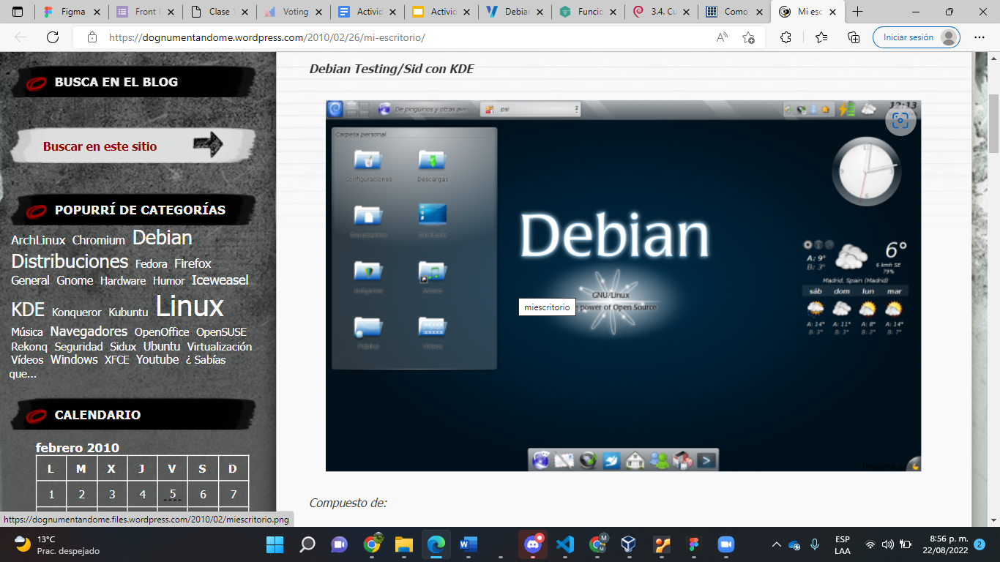 Figma
Front E
Clase 1
Voting
Activid
Activid
Debian
Funcio
3.4. Cu
Como
Mi esc
https://dognumentandome.wordpress.com/2010/02/26/mi-escritorio/
Iniciar sesión
BUSCA EN EL BLOG
Buscar en este sitio
POPURRÍ DE CATEGORÍAS
ArchLinux Chromium Debian
Distribuciones Fedora Firefox
General Gnome Hardware Humor Iceweasel
KDE Konqueror Kubuntu Linux
Música Navegadores OpenOffice OpenSUSE
Rekonq Seguridad Sidux Ubuntu Virtualización
Vídeos Windows XFCE Youtube ¿ Sabías
que...
CALENDARIO
febrero 2010
L M X J V S D
1 2 3 4 5 6 7
https://dognumentandome.files.wordpress.com/2010/02/miescritorio.png
Debian Testing/Sid con KDE
De pingüinos y otras ave
psi
2
12:13
Carpeta personal
Configuraciones Descargas
Documentos Escritorio
Imágenes Música
Público Vídeos
Debian
GNU/Linux
power of Open Source
miescritorio
12
6
6°
A: 9°
B: 3°
6 kmh SE
79%
Madrid, Spain (Madrid)
sáb dom lun mar
A: 14° A: 11° A: 8° A: 14°
B: 3° B: 3° B: 3° B: 7°
Compuesto de:
13°C
Prac. despejado
M
M
ESP
LAA
8:56 p. m.
22/08/2022
2